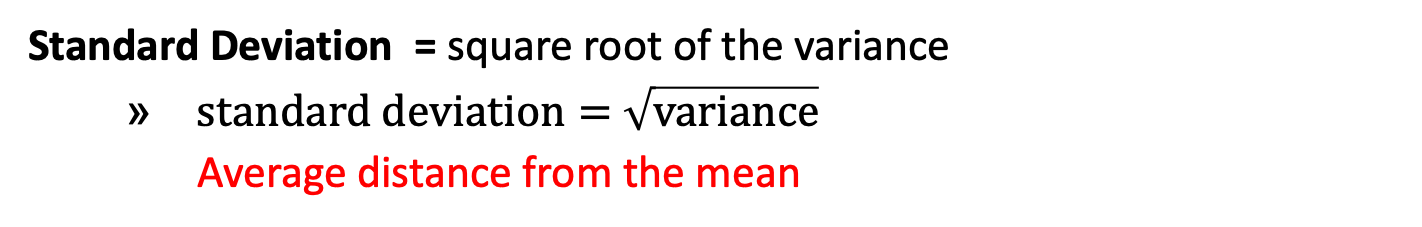 Standard Deviation = square root of the variance
» standard deviation = √variance
Average distance from the mean